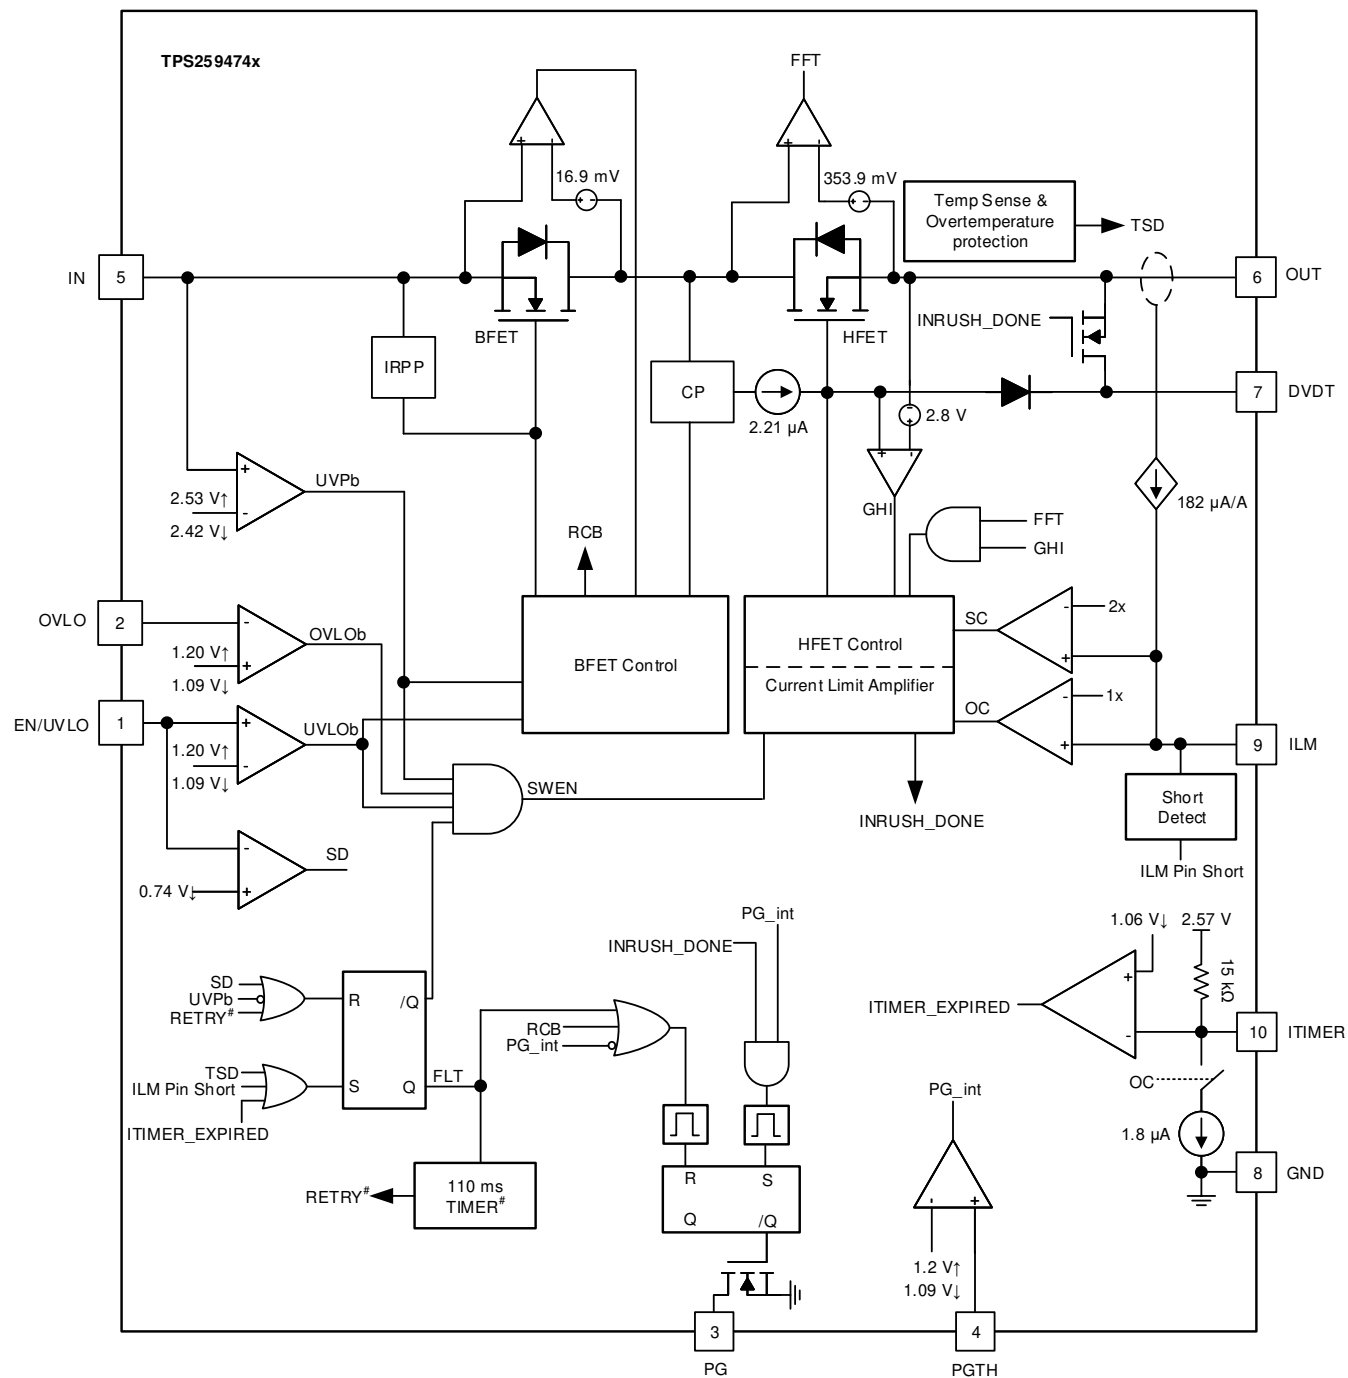 TPS259474x
FFT
16.9 mV
353.9 mV
+
-
+
-
+ -
+ -
Temp Sense &
Overtemperature
protection
TSD
IN
5
6
OUT
BFET
HFET
INRUSH_DONE
IRPP
CP
2.21 µA
7
DVDT
2.8 V
-
+
+
-
GHI
UVPb
+
2.53 V↑
-
2.42 V↓
182 µA/A
RCB
FFT
GHI
OVLO
2
-
OVLOb
1.20 V↑
+
1.09 V↓
BFET Control
HFET Control
Current Limit Amplifier
SC
-
2x
+
OC
-
1x
+
EN/UVLO
1
+
UVLOb
1.20 V↑
-
1.09 V↓
9
ILM
SWEN
INRUSH_DONE
Short
Detect
ILM Pin Short
-
SD
0.74 V↓
+
PG_int
INRUSH_DONE
1.06 V↓
2.57 V
15 kΩ
SD
UVPb
RETRY#
R
/Q
TSD
ILM Pin Short
ITIMER_EXPIRED
S
Q
FLT
RCB
PG_int
ITIMER_EXPIRED
+
-
10
ITIMER
OC
1.8 µA
8
GND
PG_int
110 ms
TIMER#
RETRY#
R
S
Q
/Q
-
+
1.2 V↑
1.09 V↓
3
PG
4
PGTH